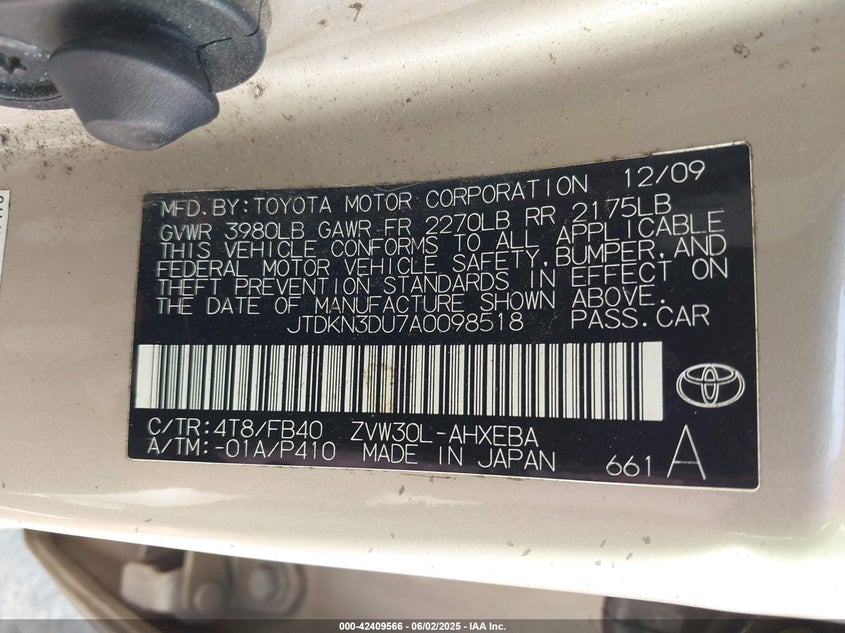 MFD.BY:TOYOTA MOTOR CORPORATION 12/09
GVWR 3980LB GAWR FR 2270LB RR 2175LB
THIS VEHICLE CONFORMS TO ALL APPLICABLE
FEDERAL MOTOR VEHICLE SAFETY,BUMPER,AND
THEFT PREVENTION STANDARDS IN EFFECT ON
THE DATE OF MANUFACTURE SHOWN ABOVE.
JTDKN3DU7A0098518 PASS.CAR
C/TR:4T8/FB40 ZVW30L-AHXEBA
A/TM:-01A/P410 MADE IN JAPAN 661 A
000-42409566 - 06/02/2025 - IAA Inc.